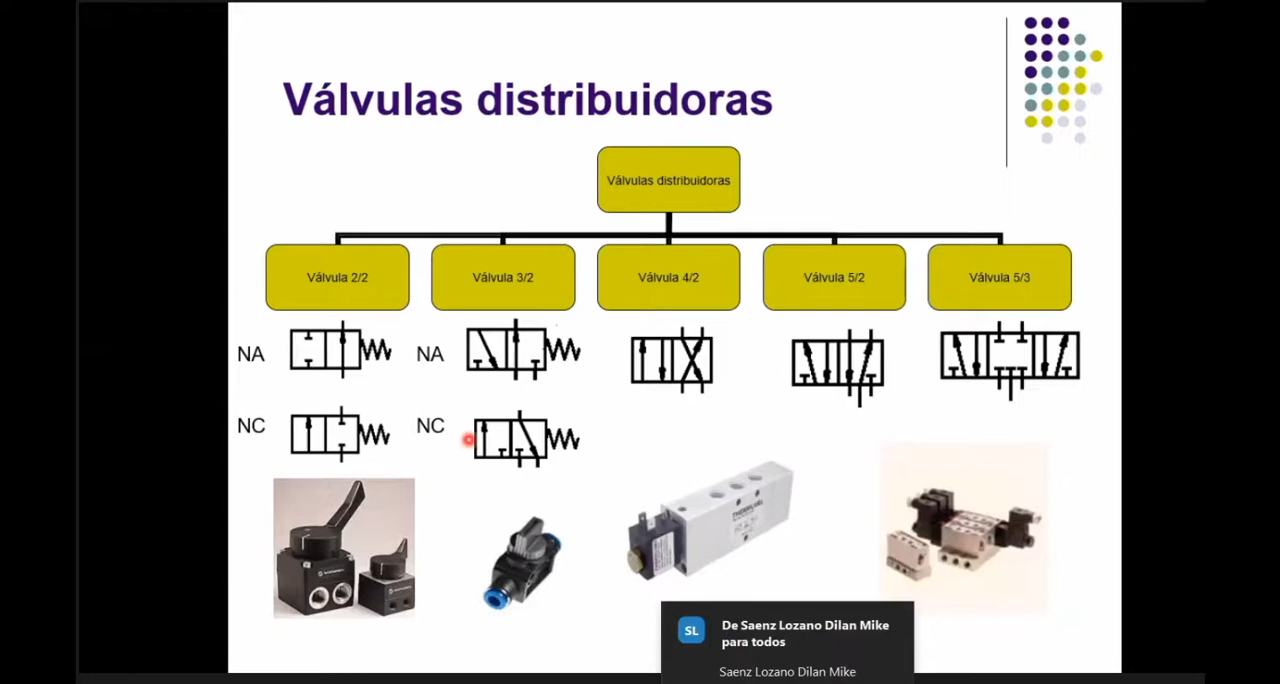 Válvulas distribuidoras
Válvulas distribuidoras
Válvula 2/2
Válvula 3/2
Válvula 4/2
Válvula 5/2
Válvula 5/3
NA
NA
NC
NC
SL
De Saenz Lozano Dilan Mike
para todos
Saenz Lozano Dilan Mike